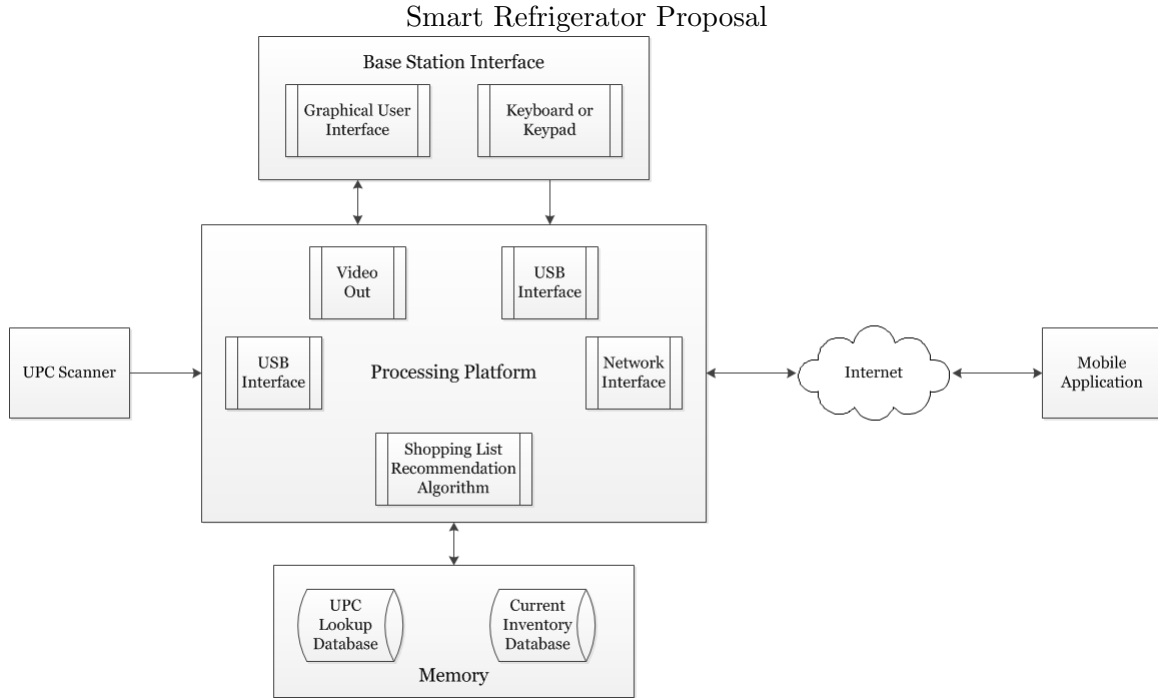 Smart Refrigerator Proposal
Base Station Interface
Graphical User
Interface
Keyboard or
Keypad
Video
Out
USB
Interface
UPC Scanner
USB
Interface
Processing Platform
Network
Interface
Internet
Mobile
Application
Shopping List
Recommendation
Algorithm
UPC
Lookup
Database
Current
Inventory
Database
Memory